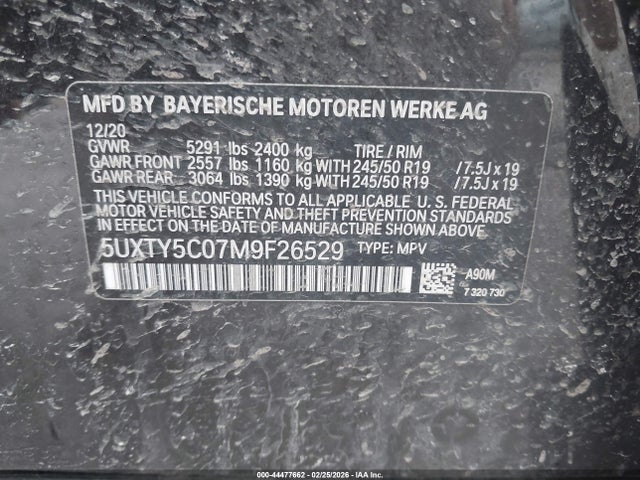 MFD BY BAYERISCHE MOTOREN WERKE AG
12/20
GVWR 5291 lbs 2400 kg TIRE / RIM
GAWR FRONT 2557 lbs 1160 kg WITH 245/50 R19 /7.5J x 19
GAWR REAR 3064 lbs 1390 kg WITH 245/50 R19 /7.5J x 19
THIS VEHICLE CONFORMS TO ALL APPLICABLE U. S. FEDERAL
MOTOR VEHICLE SAFETY AND THEFT PREVENTION STANDARDS
IN EFFECT ON THE DATE OF MANUFACTURE SHOWN ABOVE.
5UXTY5C07M9F26529 TYPE: MPV
A90M
7 320 730
000-44477662 - 02/25/2026 - IAA Inc.